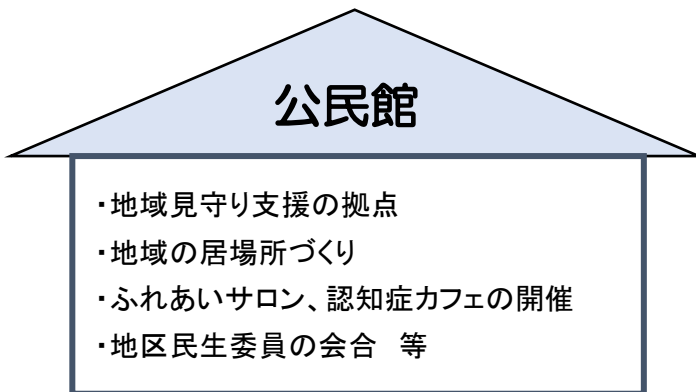 公民館
・地域見守り支援の拠点
・地域の居場所づくり
・ふれあいサロン、認知症カフェの開催
・地区民生委員の会合　等